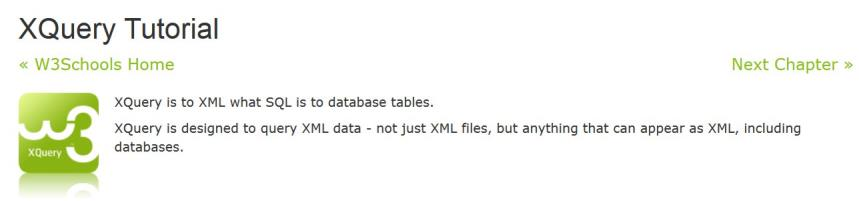 XQuery Tutorial
« W3Schools Home
Next Chapter »
w3
XQuery
XQuery is to XML what SQL is to database tables.
XQuery is designed to query XML data - not just XML files, but anything that can appear as XML, including
databases.